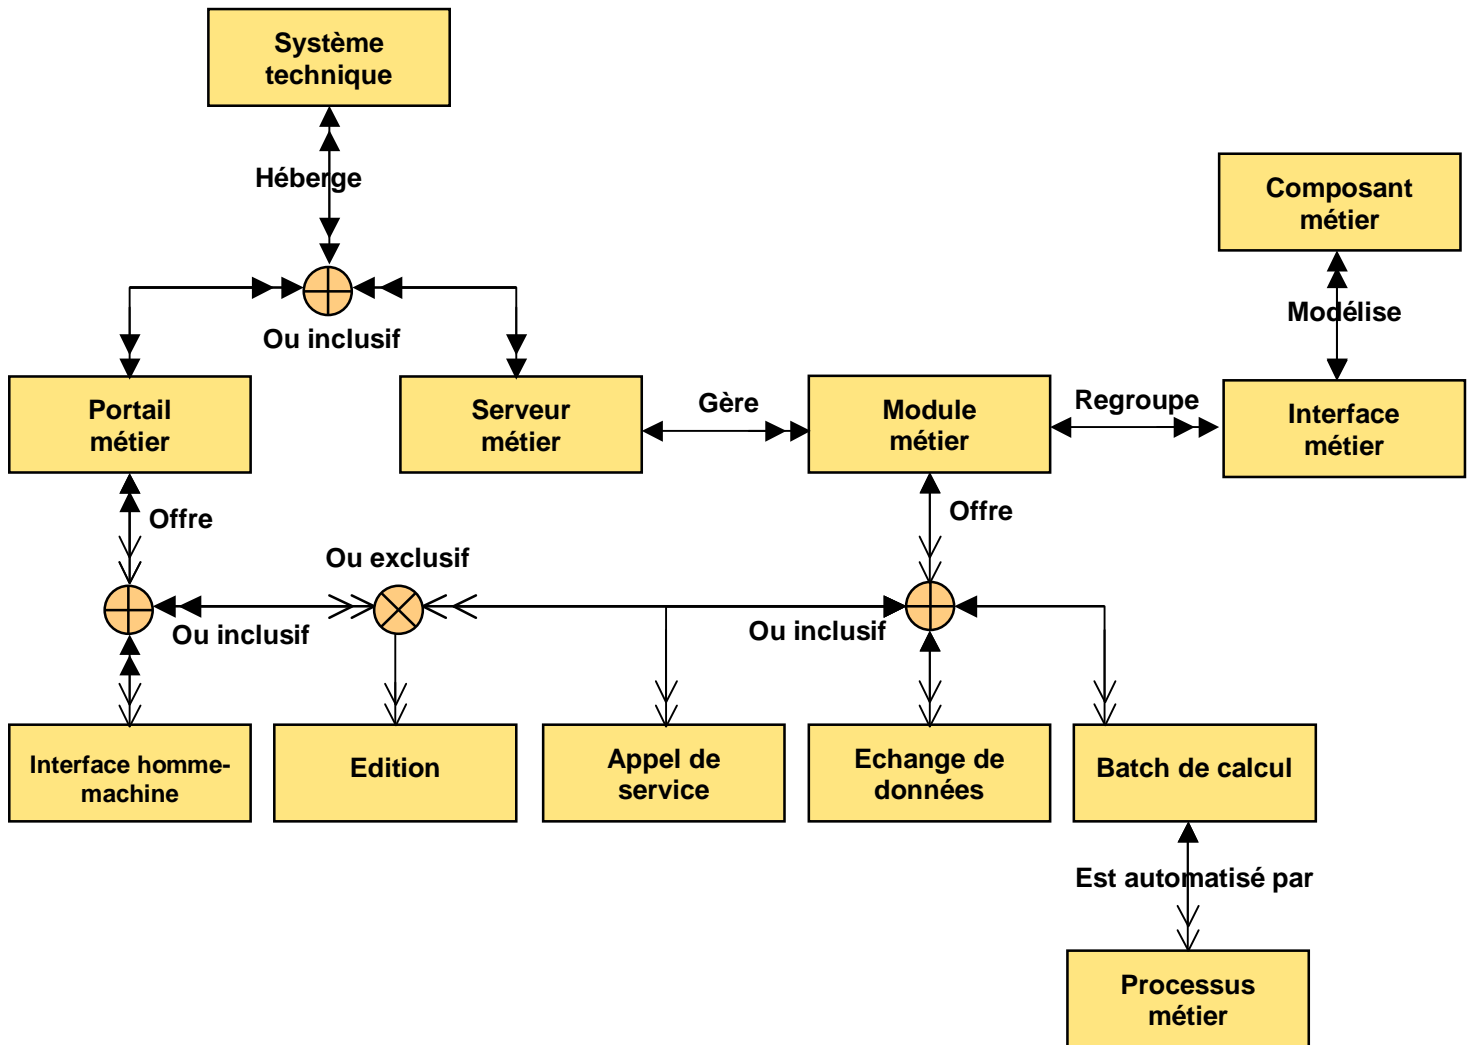 Système
technique
Héberge
Composant
métier
Ou inclusif
Modélise
Portail
métier
Serveur
métier
Gère
Module
métier
Regroupe
Interface
métier
Offre
Offre
Ou exclusif
Ou inclusif
Ou inclusif
Interface homme-
machine
Edition
Appel de
service
Echange de
données
Batch de calcul
Est automatisé par
Processus
métier